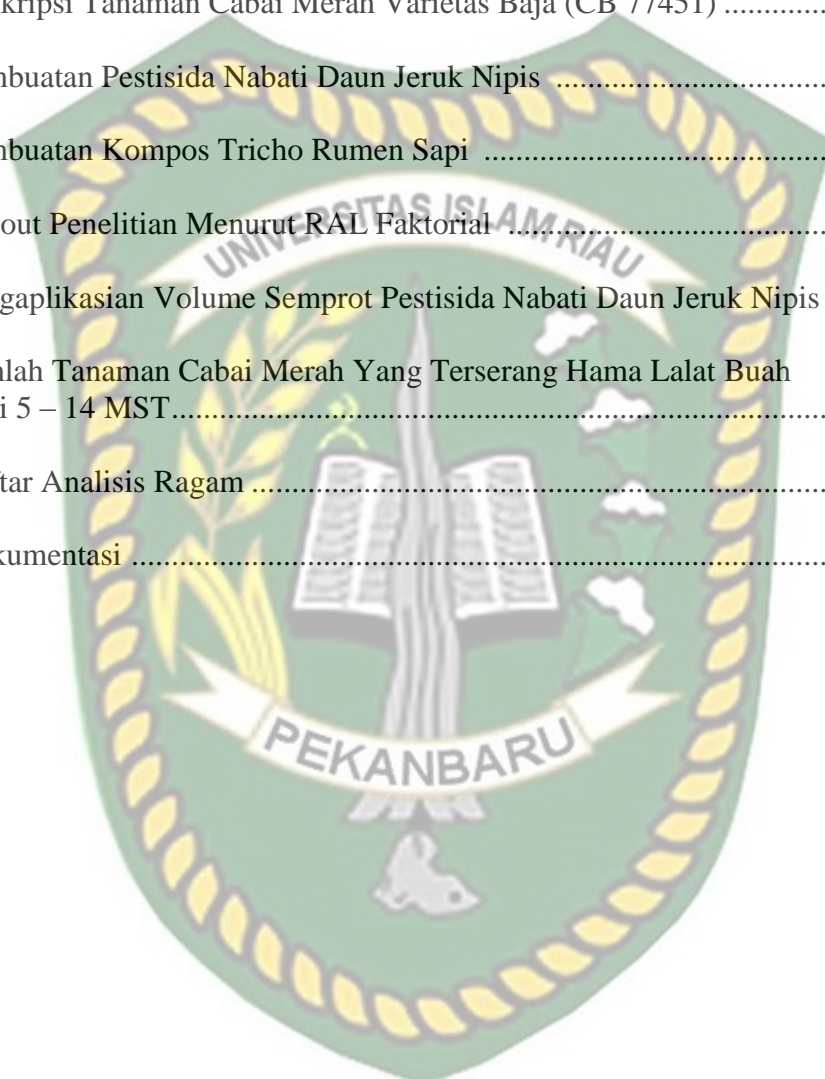 kripsi Tanaman Cabai Merah Varietas Baja (CB 77451) .............
mbuatan Pestisida Nabati Daun Jeruk Nipis ..................................
mbuatan Kompos Tricho Rumen Sapi ...........................................
UNIVERSITAS ISLAM RIAU
out Penelitian Menurut RAL Faktorial ........................................
gaplikasian Volume Semprot Pestisida Nabati Daun Jeruk Nipis
nlah Tanaman Cabai Merah Yang Terserang Hama Lalat Buah
i 5 – 14 MST..................................................................................
tar Analisis Ragam .......................................................................
kumentasi ......................................................................................
PEKANBARU